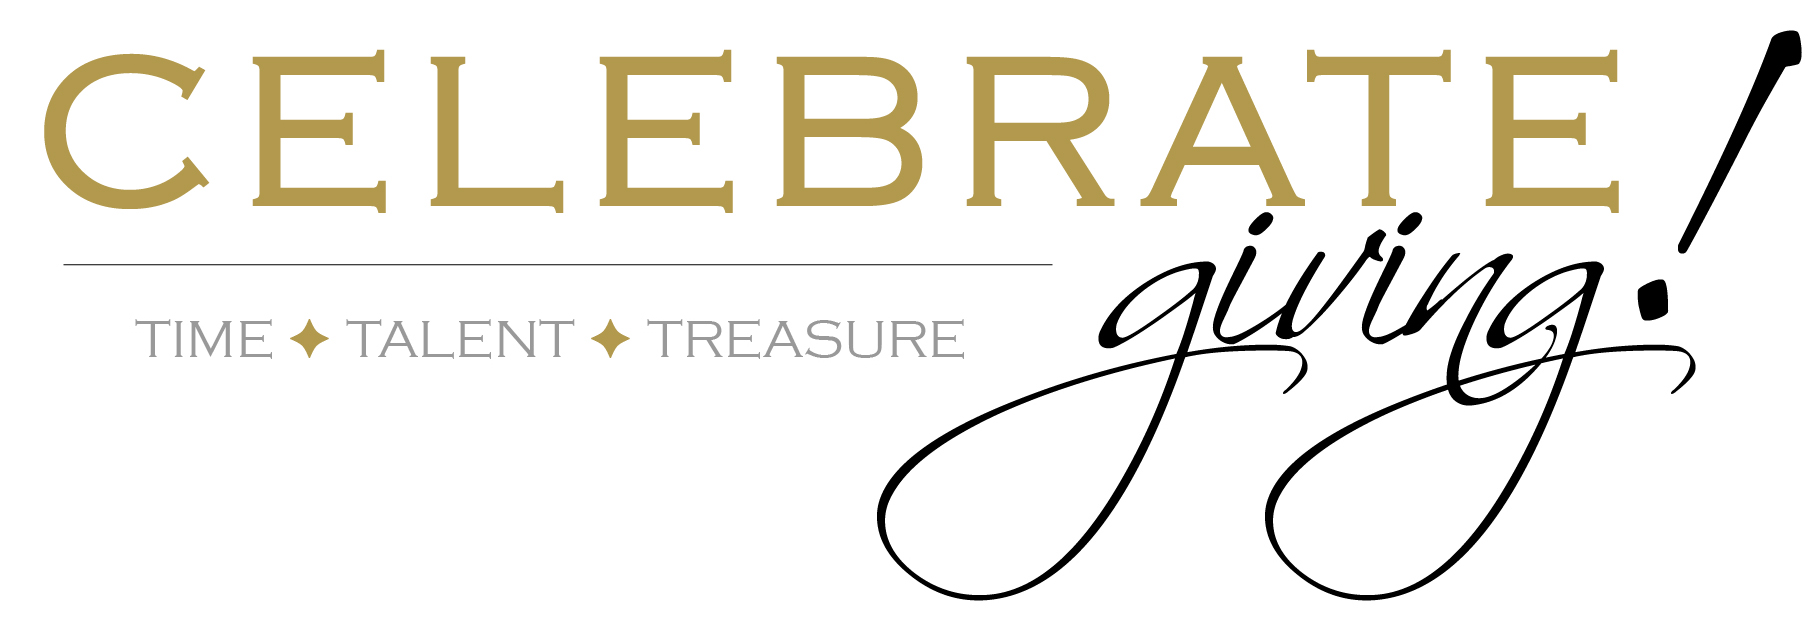 CELEBRATE
giving!
TIME ✦ TALENT ✦ TREASURE